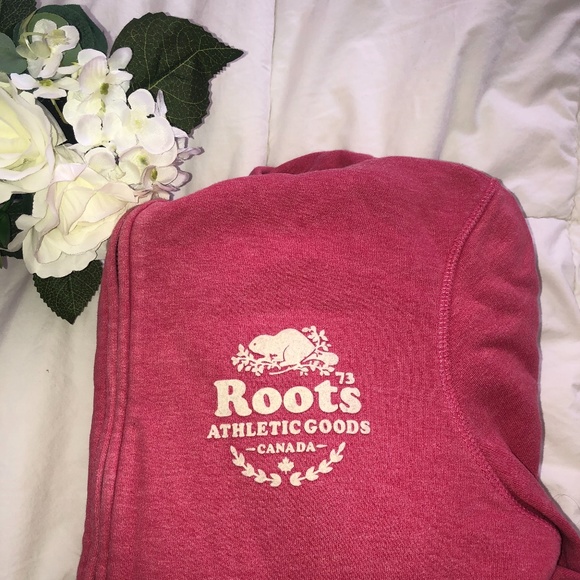 73
Roots
ATHLETIC GOODS
-CANADA-